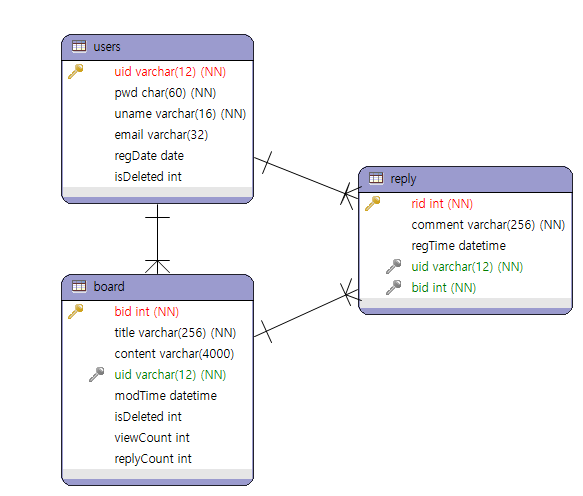 users
uid varchar(12) (NN)
pwd char(60) (NN)
uname varchar(16) (NN)
email varchar(32)
regDate date
isDeleted int
reply
rid int (NN)
comment varchar(256) (NN)
regTime datetime
uid varchar(12) (NN)
bid int (NN)
board
bid int (NN)
title varchar(256) (NN)
content varchar(4000)
uid varchar(12) (NN)
modTime datetime
isDeleted int
viewCount int
replyCount int